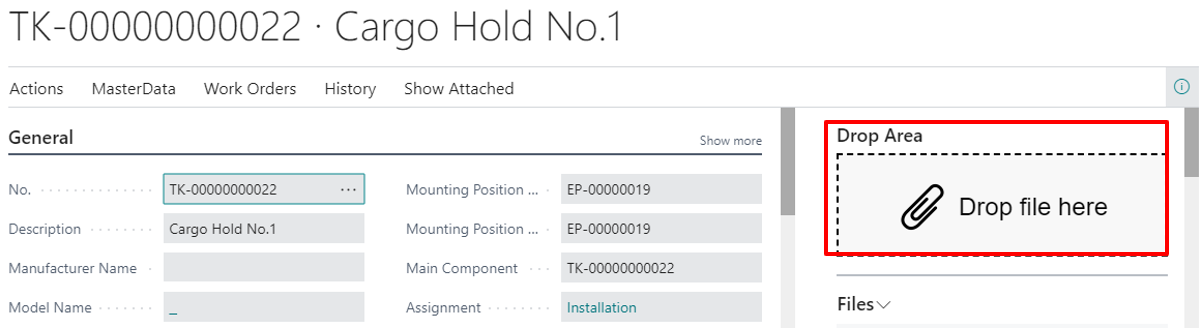 TK-00000000022 · Cargo Hold No.1
Actions MasterData Work Orders History Show Attached
General Show more
No. TK-00000000022 ···
Description Cargo Hold No.1
Manufacturer Name
Model Name _
Mounting Position ... EP-00000019
Mounting Position ... EP-00000019
Main Component TK-00000000022
Assignment Installation
Drop Area
Drop file here
Files